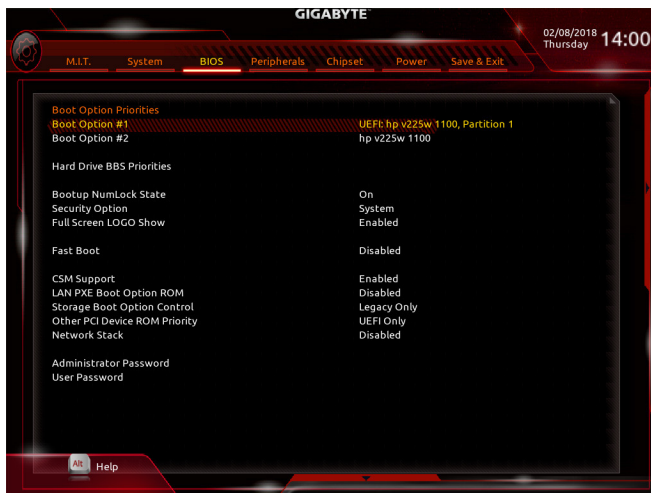 GIGABYTE™
02/08/2018 14:00
Thursday
M.I.T. System BIOS Peripherals Chipset Power Save & Exit
Boot Option Priorities
Boot Option #1 UEFI: hp v225w 1100, Partition 1
Boot Option #2 hp v225w 1100
Hard Drive BBS Priorities
Bootup NumLock State On
Security Option System
Full Screen LOGO Show Enabled
Fast Boot Disabled
CSM Support Enabled
LAN PXE Boot Option ROM Disabled
Storage Boot Option Control Legacy Only
Other PCI Device ROM Priority UEFI Only
Network Stack Disabled
Administrator Password
User Password
Alt Help